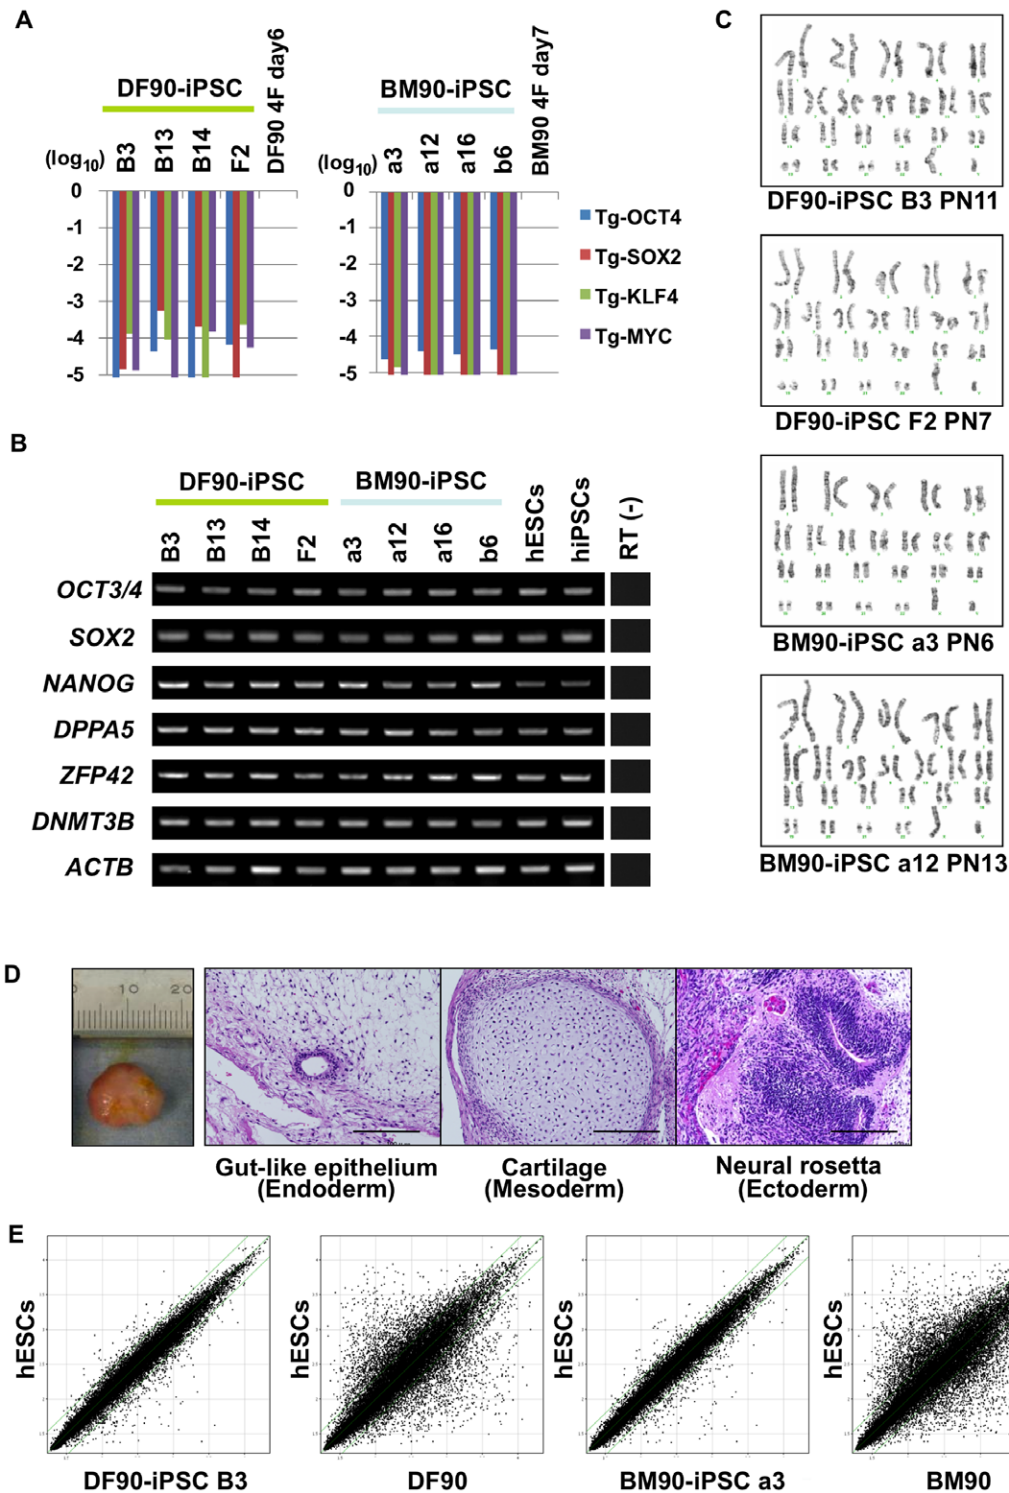 A
DF90-iPSC
B3
B13
B14
F2
DF90 4F day6
(log10)
0
-1
-2
-3
-4
-5
BM90-iPSC
a3
a12
a16
b6
BM90 4F day7
(log10)
0
-1
-2
-3
-4
-5
Tg-OCT4
Tg-SOX2
Tg-KLF4
Tg-MYC
B
DF90-iPSC
BM90-iPSC
B3
B13
B14
F2
a3
a12
a16
b6
hESCs
hiPSCs
RT (-)
OCT3/4
SOX2
NANOG
DPPA5
ZFP42
DNMT3B
ACTB
C
DF90-iPSC B3 PN11
DF90-iPSC F2 PN7
BM90-iPSC a3 PN6
BM90-iPSC a12 PN13
D
10
20
Gut-like epithelium
(Endoderm)
Cartilage
(Mesoderm)
Neural rosetta
(Ectoderm)
E
hESCs
DF90-iPSC B3
hESCs
DF90
hESCs
BM90-iPSC a3
hESCs
BM90